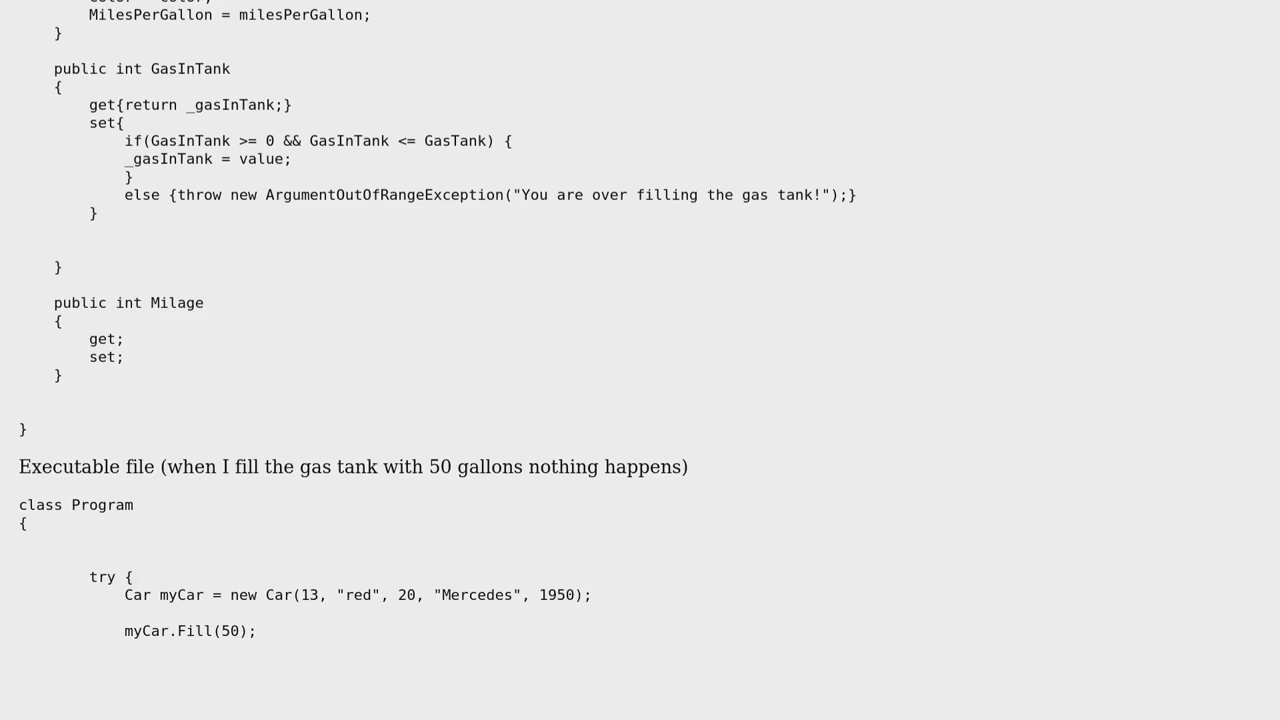 MilesPerGallon = milesPerGallon;
}
public int GasInTank
{
get{return _gasInTank;}
set{
if(GasInTank >= 0 && GasInTank <= GasTank) {
_gasInTank = value;
}
else {throw new ArgumentOutOfRangeException("You are over filling the gas tank!");}
}
}
public int Milage
{
get;
set;
}
}
Executable file (when I fill the gas tank with 50 gallons nothing happens)
class Program
{
try {
Car myCar = new Car(13, "red", 20, "Mercedes", 1950);
myCar.Fill(50);